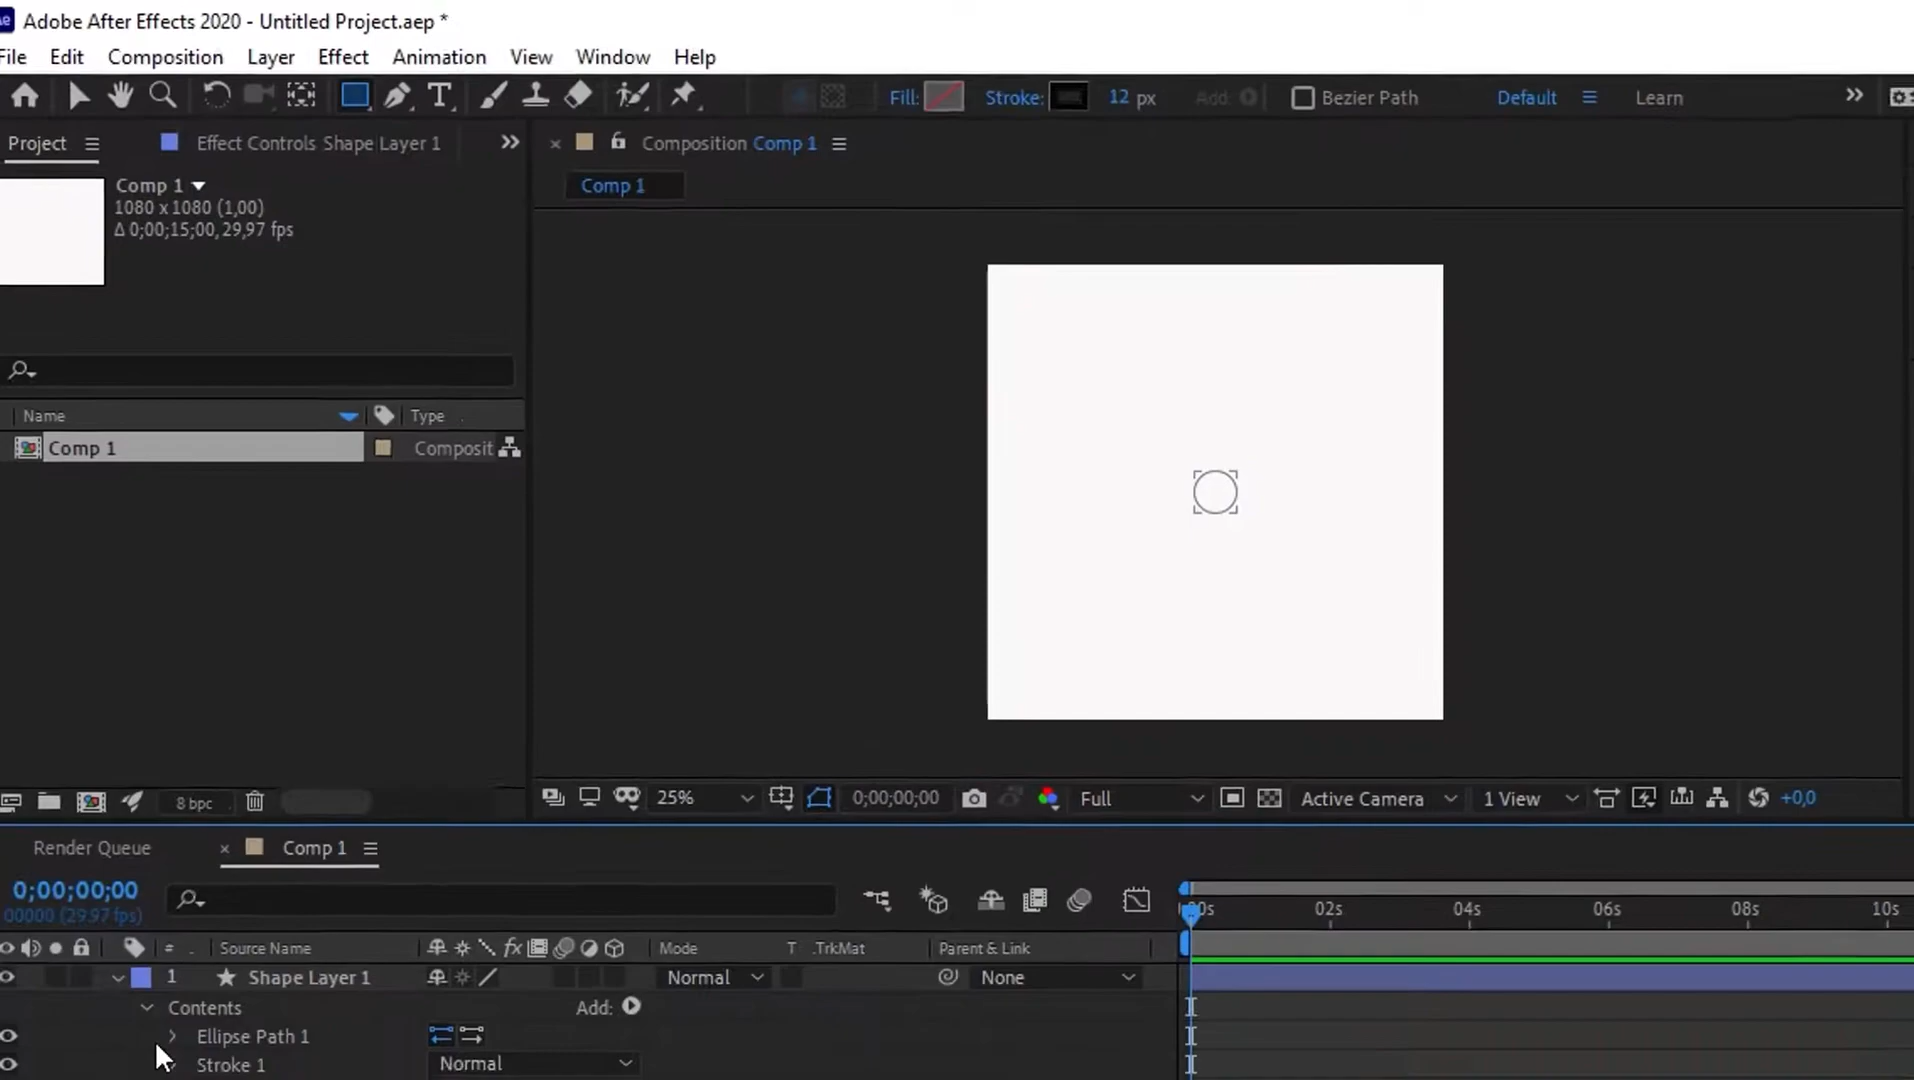 Adobe After Effects 2020 - Untitled Project.aep *
File Edit Composition Layer Effect Animation View Window Help
Fill: Stroke: 12 px Add: Bezier Path Default Learn
Project Effect Controls Shape Layer 1
Composition Comp 1
Comp 1
1080 x 1080 (1,00)
Δ 0;00;15;00, 29,97 fps
Comp 1
Name Type
Comp 1 Composit
8 bpc
25% 0;00;00;00 Full Active Camera 1 View +0,0
Render Queue Comp 1
0;00;00;00
00000 (29.97 fps)
02s 04s 06s 08s 10s
# Source Name fx Mode T .TrkMat Parent & Link
1 Shape Layer 1 Normal None
Contents Add:
Ellipse Path 1
Stroke 1 Normal